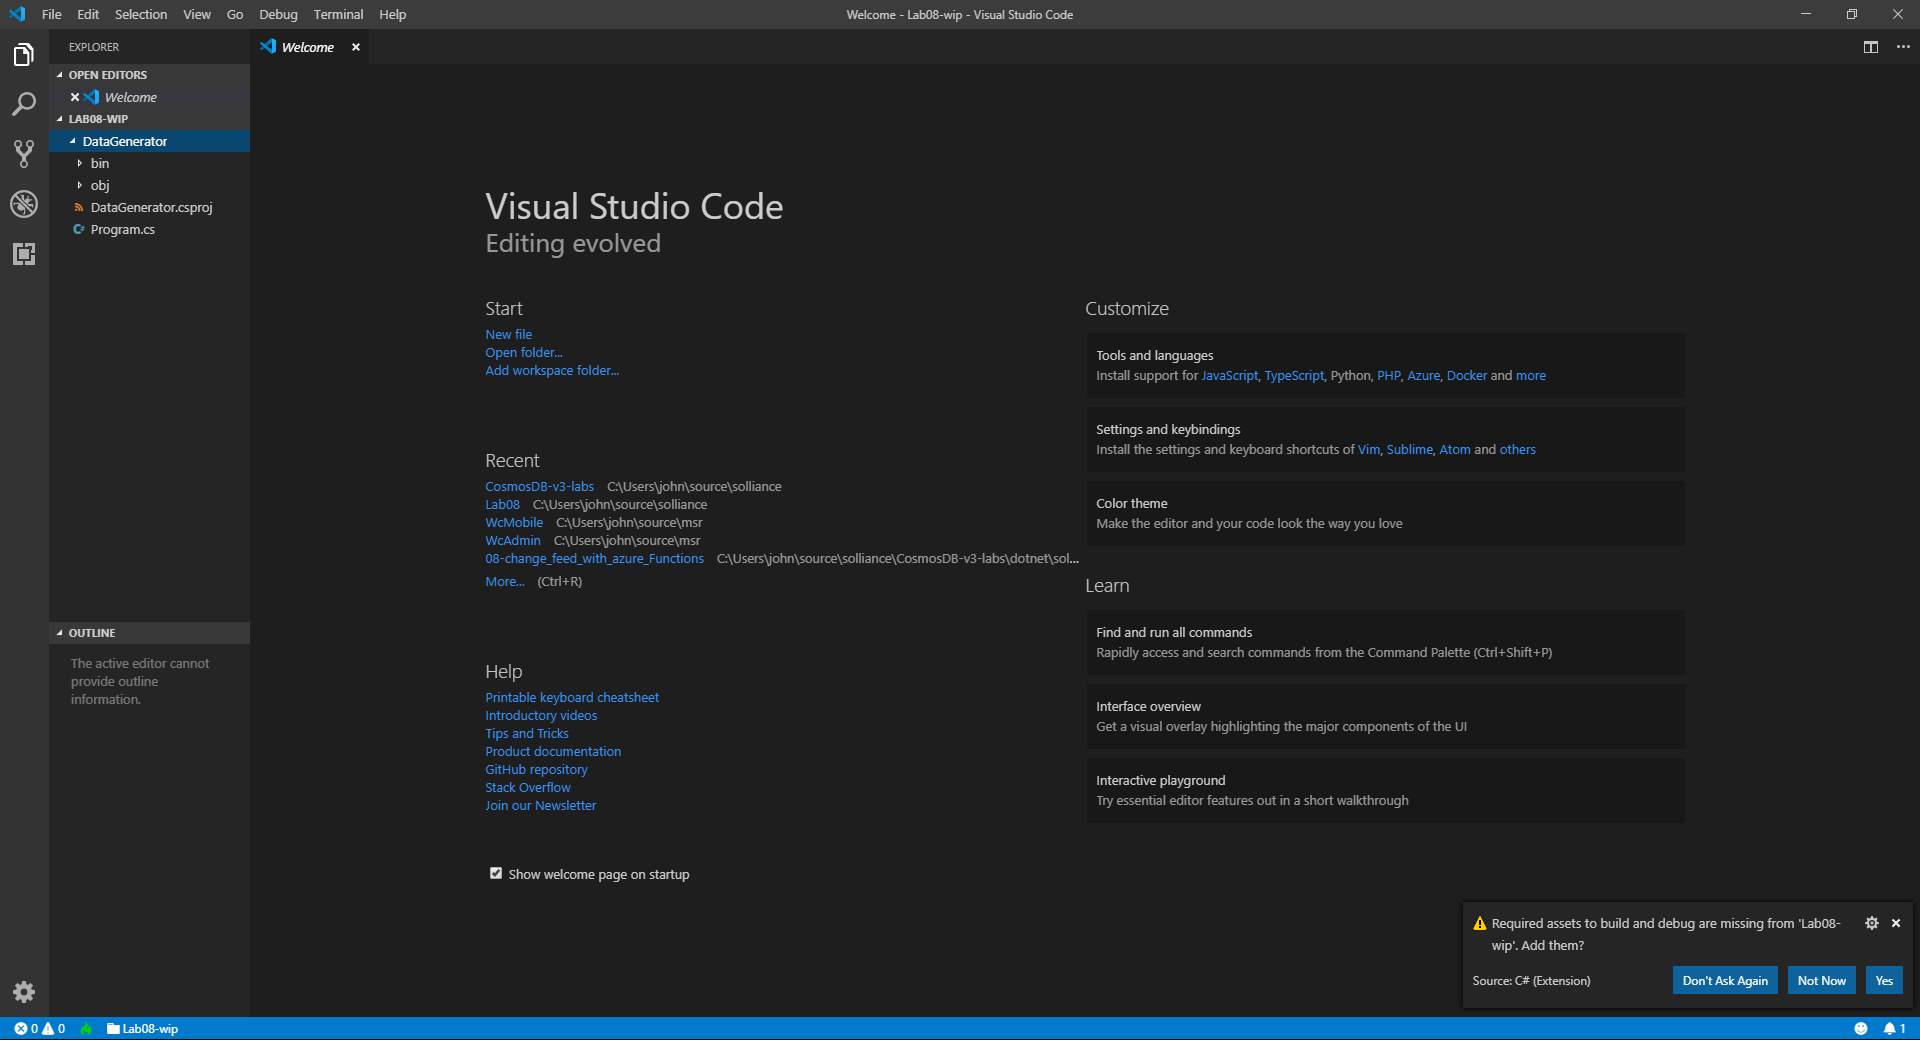 File Edit Selection View Go Debug Terminal Help
Welcome - Lab08-wip - Visual Studio Code
EXPLORER
OPEN EDITORS
Welcome
LAB08-WIP
DataGenerator
bin
obj
DataGenerator.csproj
Program.cs
OUTLINE
The active editor cannot
provide outline
information.
Welcome
Visual Studio Code
Editing evolved
Start
New file
Open folder...
Add workspace folder...
Recent
CosmosDB-v3-labs C:\Users\john\source\solliance
Lab08 C:\Users\john\source\solliance
WcMobile C:\Users\john\source\msr
WcAdmin C:\Users\john\source\msr
08-change_feed_with_azure_Functions C:\Users\john\source\solliance\CosmosDB-v3-labs\dotnet\sol...
More... (Ctrl+R)
Help
Printable keyboard cheatsheet
Introductory videos
Tips and Tricks
Product documentation
GitHub repository
Stack Overflow
Join our Newsletter
Show welcome page on startup
Customize
Tools and languages
Install support for JavaScript, TypeScript, Python, PHP, Azure, Docker and more
Settings and keybindings
Install the settings and keyboard shortcuts of Vim, Sublime, Atom and others
Color theme
Make the editor and your code look the way you love
Learn
Find and run all commands
Rapidly access and search commands from the Command Palette (Ctrl+Shift+P)
Interface overview
Get a visual overlay highlighting the major components of the UI
Interactive playground
Try essential editor features out in a short walkthrough
Required assets to build and debug are missing from 'Lab08-
wip'. Add them?
Source: C# (Extension)
Don't Ask Again
Not Now
Yes
0 0 Lab08-wip
1